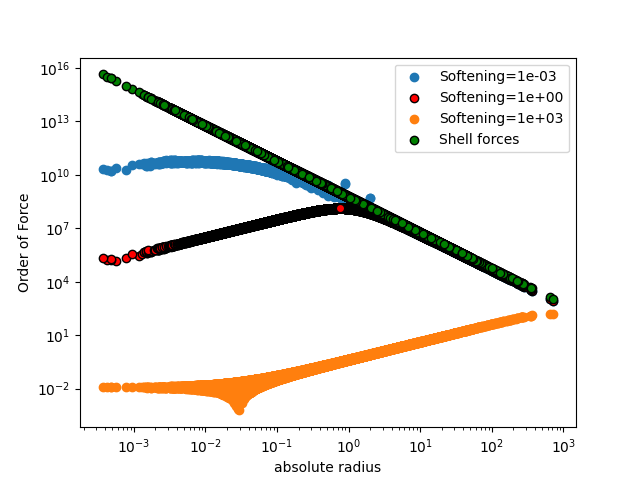 Softening=1e-03
Softening=1e+00
Softening=1e+03
Shell forces
Order of Force
10^16
10^13
10^10
10^7
10^4
10^1
10^−2
10^−3 10^−2 10^−1 10^0 10^1 10^2 10^3
absolute radius